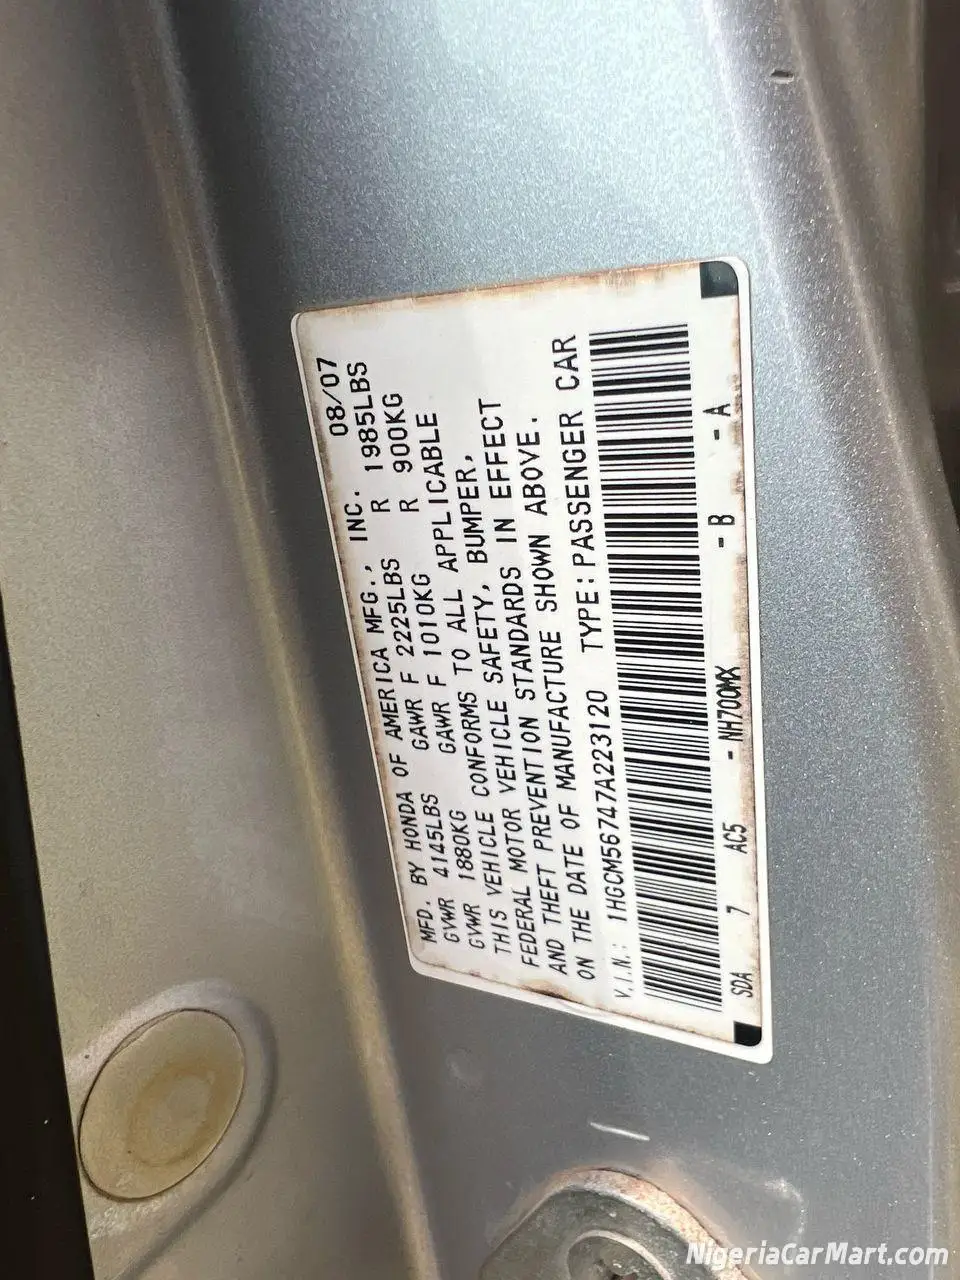 MFD. BY HONDA OF AMERICA MFG., INC. 08/07
GVWR 4145LBS GAWR F 2225LBS R 1985LBS
GVWR 1880KG GAWR F 1010KG R 900KG
THIS VEHICLE CONFORMS TO ALL APPLICABLE
FEDERAL MOTOR VEHICLE SAFETY, BUMPER,
AND THEFT PREVENTION STANDARDS IN EFFECT
ON THE DATE OF MANUFACTURE SHOWN ABOVE.
V.I.N.: 1HGCM56747A223120 TYPE:PASSENGER CAR
SDA 7 AC5 - NH700MX - B - A
NigeriaCarMart.com